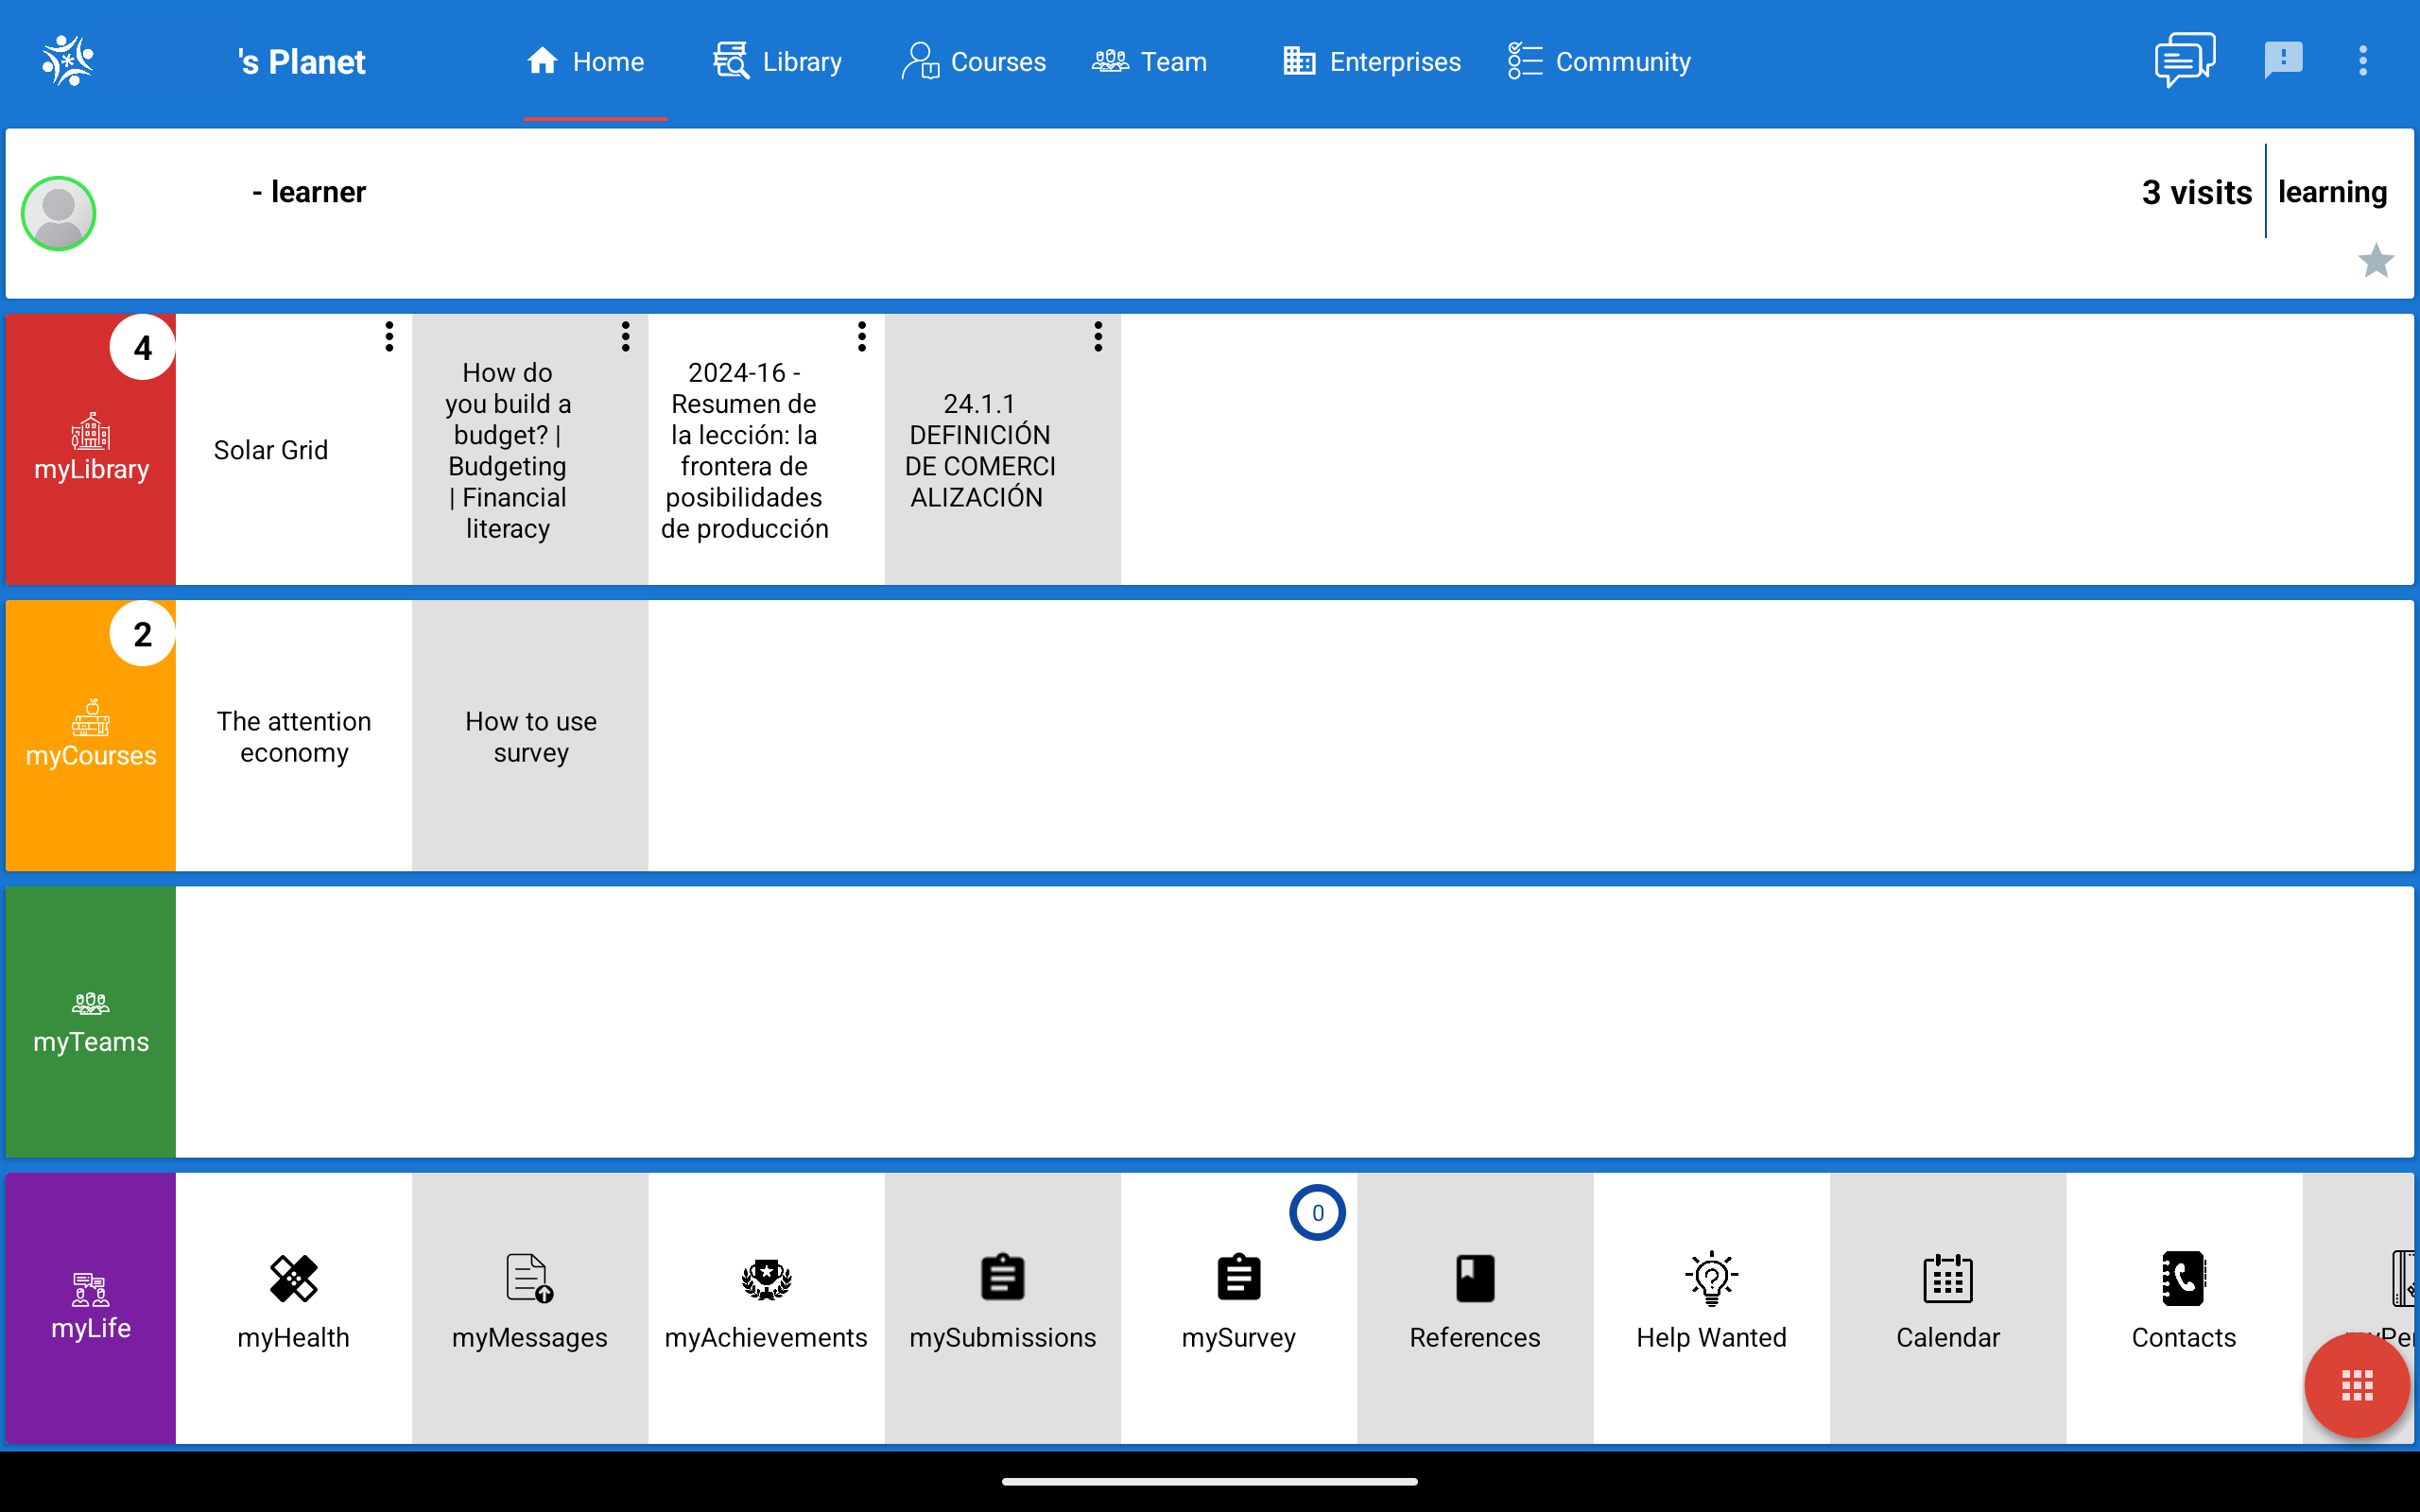 's Planet
Home
Library
Courses
Team
Enterprises
Community
- learner
3 visits
learning
4
myLibrary
Solar Grid
How do
you build a
budget? |
Budgeting
| Financial
literacy
2024-16 -
Resumen de
la lección: la
frontera de
posibilidades
de producción
24.1.1
DEFINICIÓN
DE COMERCI
ALIZACIÓN
2
myCourses
The attention
economy
How to use
survey
myTeams
myLife
myHealth
myMessages
myAchievements
mySubmissions
0
mySurvey
References
Help Wanted
Calendar
Contacts